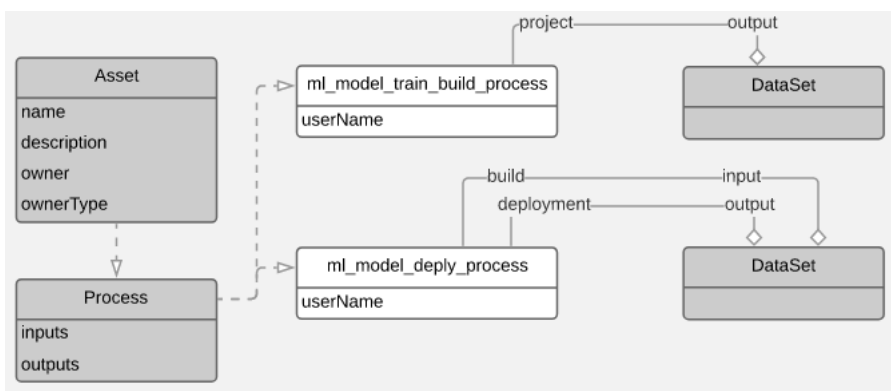 project output
Asset
name
description
owner
ownerType
ml_model_train_build_process
userName
DataSet
build input
deployment output
Process
inputs
outputs
ml_model_deply_process
userName
DataSet